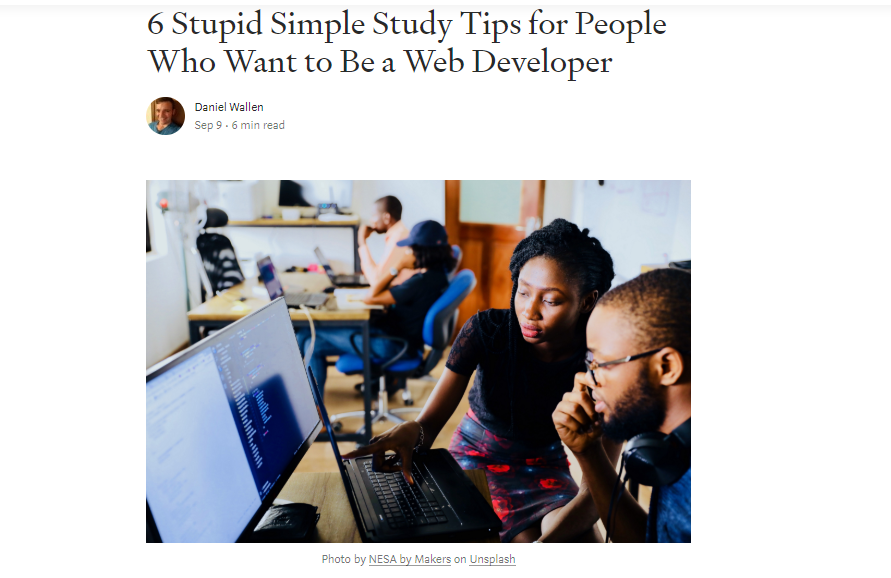 6 Stupid Simple Study Tips for People
Who Want to Be a Web Developer
Daniel Wallen
Sep 9 · 6 min read
Photo by NESA by Makers on Unsplash